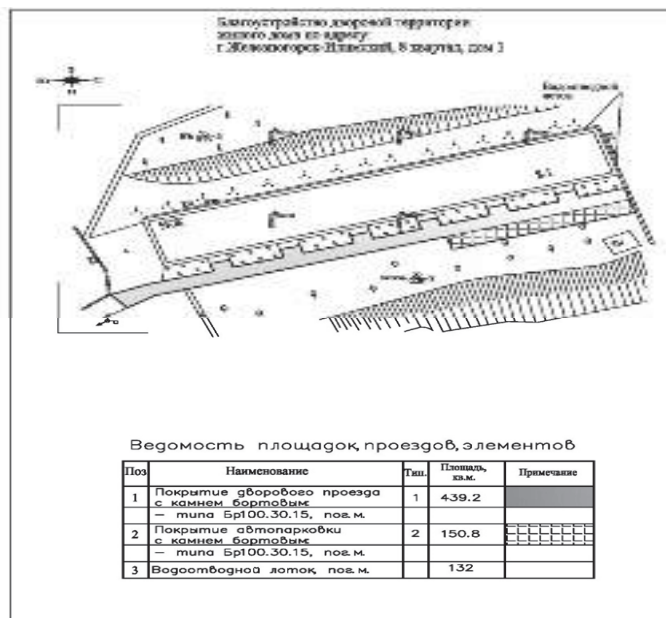 Благоустройство дворовой территории
жилого дома по адресу:
г.Железногорск-Илимский, 8 квартал, дом 1
Водоотводной
лоток
Ведомость площадок, проездов, элементов
Поз Наименование Тип. Площадь, кв.м. Примечание
1 Покрытие дворового проезда 1 439.2
с камнем бортовым:
— типа Бр100.30.15, пог.м.
2 Покрытие автопарковки 2 150.8
с камнем бортовым:
— типа Бр100.30.15, пог.м.
3 Водоотводной лоток, пог.м. 132